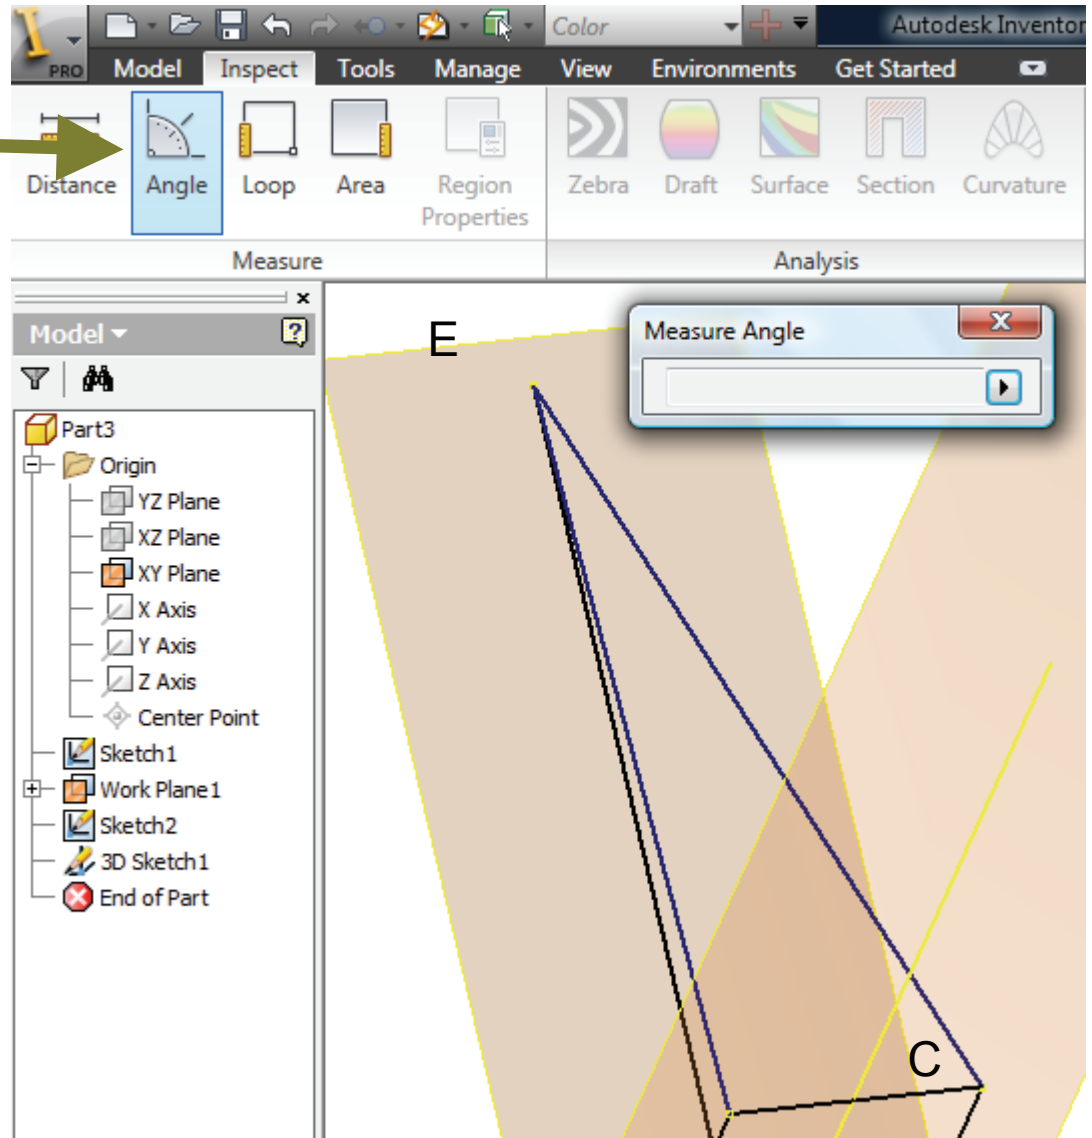 Color
Autodesk Inventor
PRO
Model Inspect Tools Manage View Environments Get Started
Distance Angle Loop Area Region Properties Zebra Draft Surface Section Curvature
Measure Analysis
Model
?
Part3
Origin
YZ Plane
XZ Plane
XY Plane
X Axis
Y Axis
Z Axis
Center Point
Sketch1
Work Plane1
Sketch2
3D Sketch1
End of Part
E
Measure Angle
C